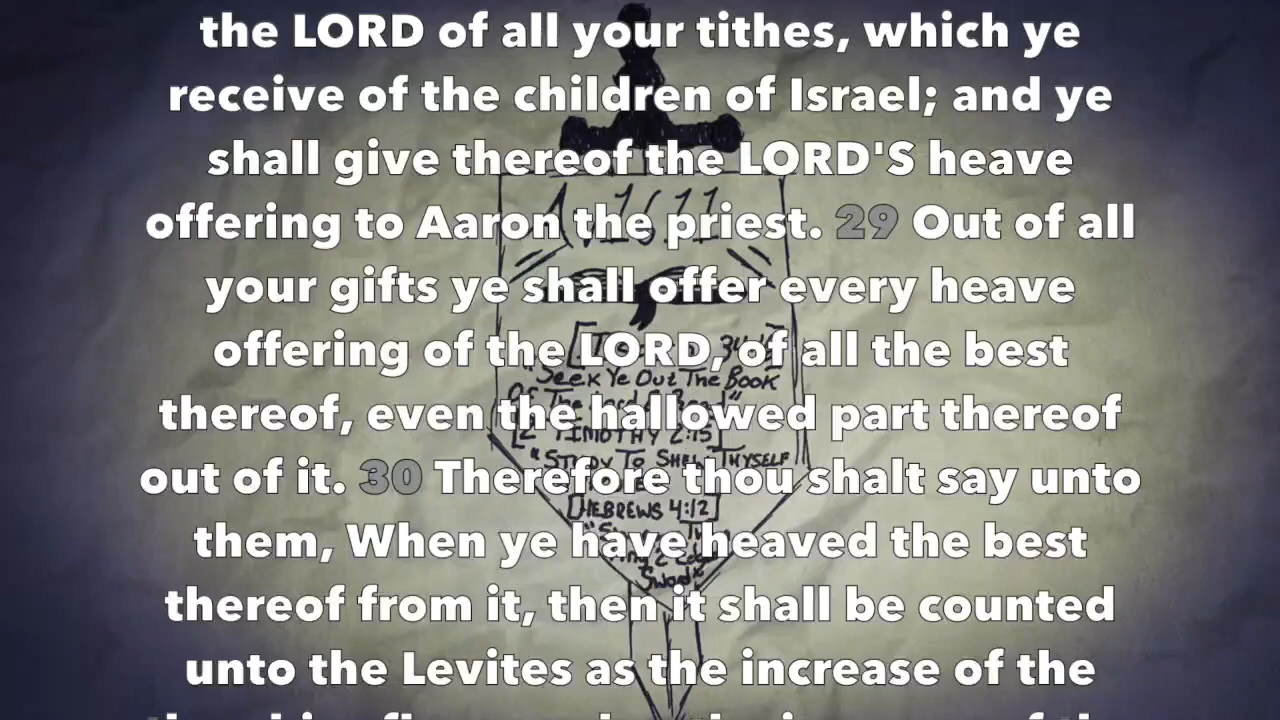 the LORD of all your tithes, which ye
receive of the children of Israel; and ye
shall give thereof the LORD'S heave
offering to Aaron the priest. 29 Out of all
1611
your gifts ye shall offer every heave
offering of the LORD, of all the best
"Seek Ye Out The Book
Of The Lord & Read"
thereof, even the hallowed part thereof
[2 TIMOTHY 2:15]
"STUDY TO SHEW THYSELF
out of it. 30 Therefore thou shalt say unto
[HEBREWS 4:12]
them, When ye have heaved the best
Sword"
thereof from it, then it shall be counted
unto the Levites as the increase of the